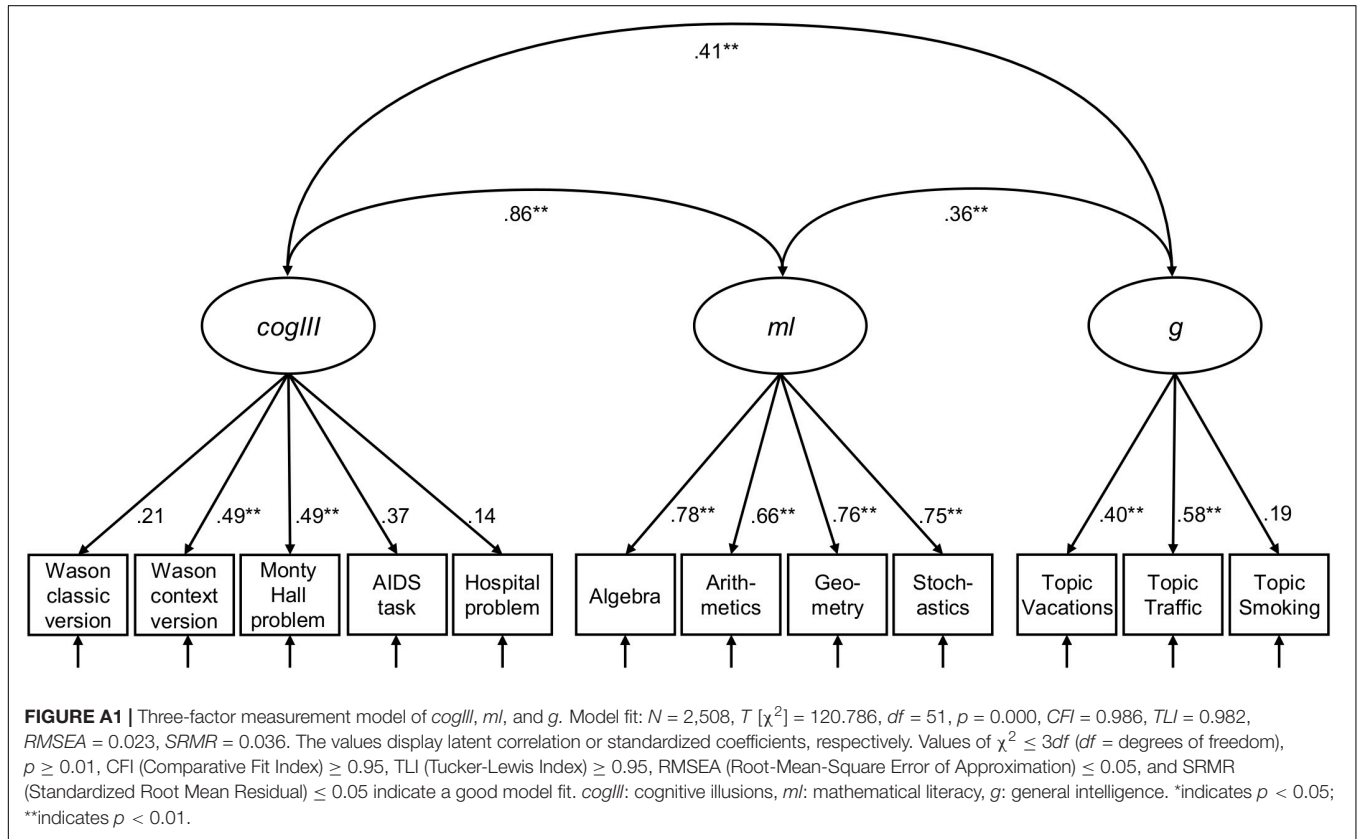 .41**
.86**
.36**
cogIll
ml
g
.21
.49**
.49**
.37
.14
.78**
.66**
.76**
.75**
.40**
.58**
.19
Wason
classic
version
Wason
context
version
Monty
Hall
problem
AIDS
task
Hospital
problem
Algebra
Arith-
metics
Geo-
metry
Stoch-
astics
Topic
Vacations
Topic
Traffic
Topic
Smoking
FIGURE A1 | Three-factor measurement model of cogIll, ml, and g. Model fit: N = 2,508, T [χ²] = 120.786, df = 51, p = 0.000, CFI = 0.986, TLI = 0.982,
RMSEA = 0.023, SRMR = 0.036. The values display latent correlation or standardized coefficients, respectively. Values of χ² ≤ 3df (df = degrees of freedom),
p ≥ 0.01, CFI (Comparative Fit Index) ≥ 0.95, TLI (Tucker-Lewis Index) ≥ 0.95, RMSEA (Root-Mean-Square Error of Approximation) ≤ 0.05, and SRMR
(Standardized Root Mean Residual) ≤ 0.05 indicate a good model fit. cogIll: cognitive illusions, ml: mathematical literacy, g: general intelligence. *indicates p < 0.05;
**indicates p < 0.01.